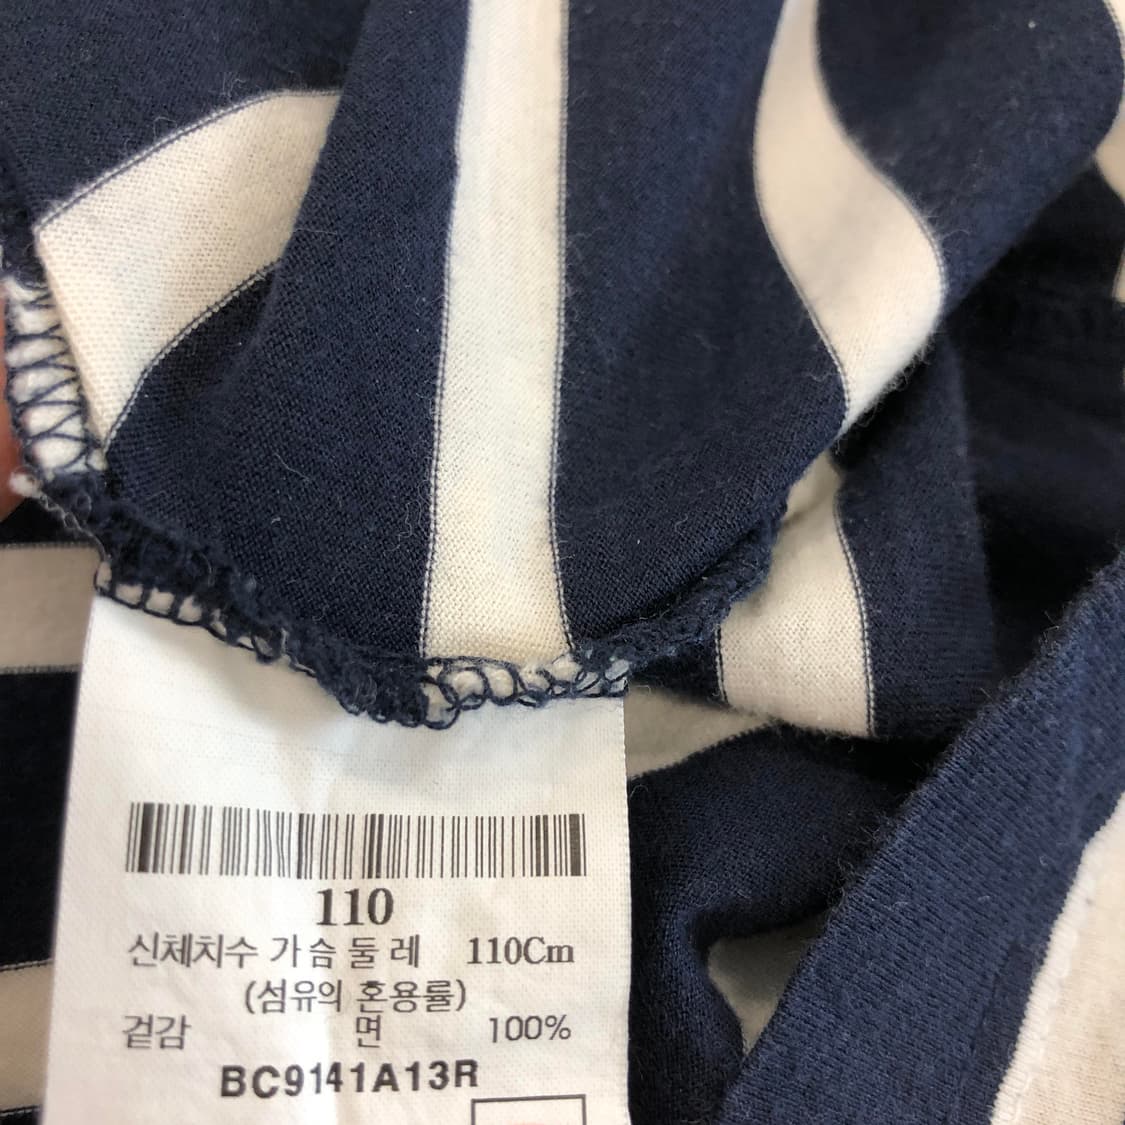 110
신체치수 가슴둘레 110Cm
(섬유의 혼용률)
겉감 면 100%
BC9141A13R